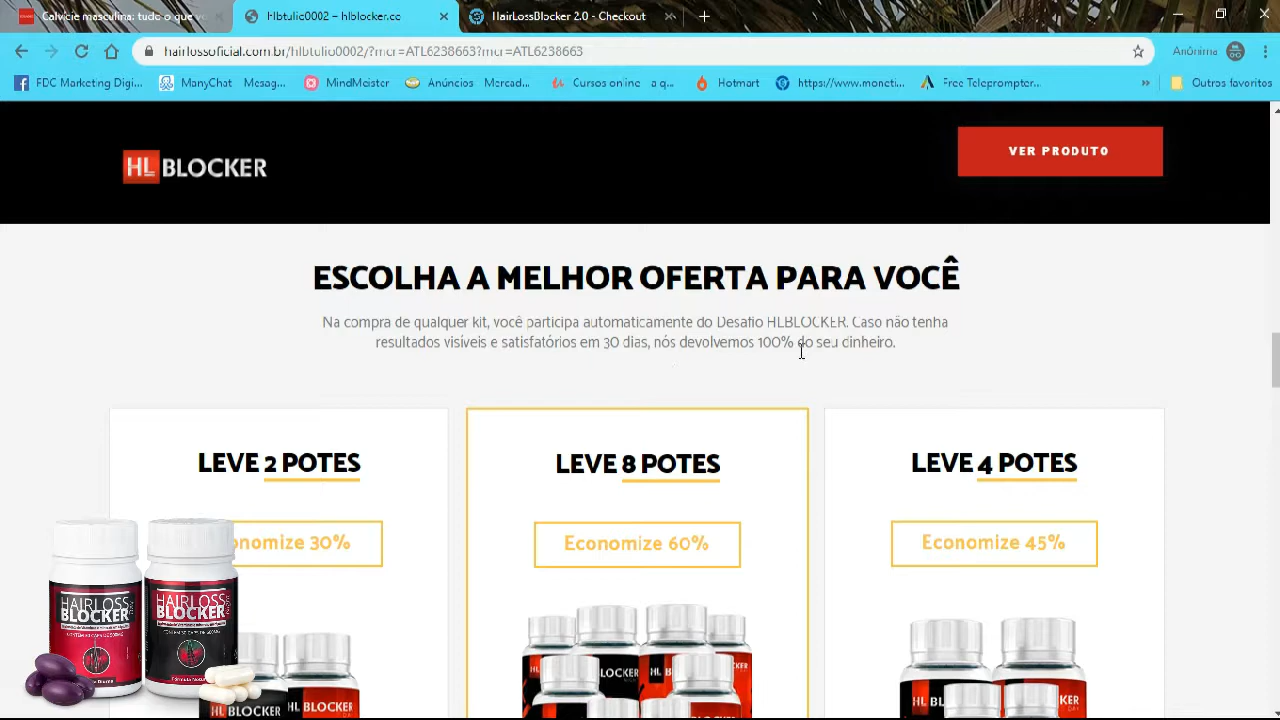 Calvície masculina: tudo o que v
hlbtulio0002 – hlblocker.co
HairLossBlocker 2.0 - Checkout
hairlossoficial.com.br/hlbtulio0002/?mcr=ATL6238663?mcr=ATL6238663
Anônima
FDC Marketing Digi...
ManyChat Mesag...
MindMeister
Anúncios Mercad...
Cursos online a q...
Hotmart
https://www.moneti...
Free Teleprompter...
Outros favoritos
HL BLOCKER
VER PRODUTO
ESCOLHA A MELHOR OFERTA PARA VOCÊ
Na compra de qualquer kit, você participa automaticamente do Desafio HLBLOCKER. Caso não tenha
resultados visíveis e satisfatórios em 30 dias, nós devolvemos 100% do seu dinheiro.
LEVE 2 POTES
LEVE 8 POTES
LEVE 4 POTES
onomize 30%
Economize 60%
Economize 45%
HAIRLOSS
BLOCKER
HAIRLOSS
BLOCKER
HL BLOCKER
HL BLOCKER